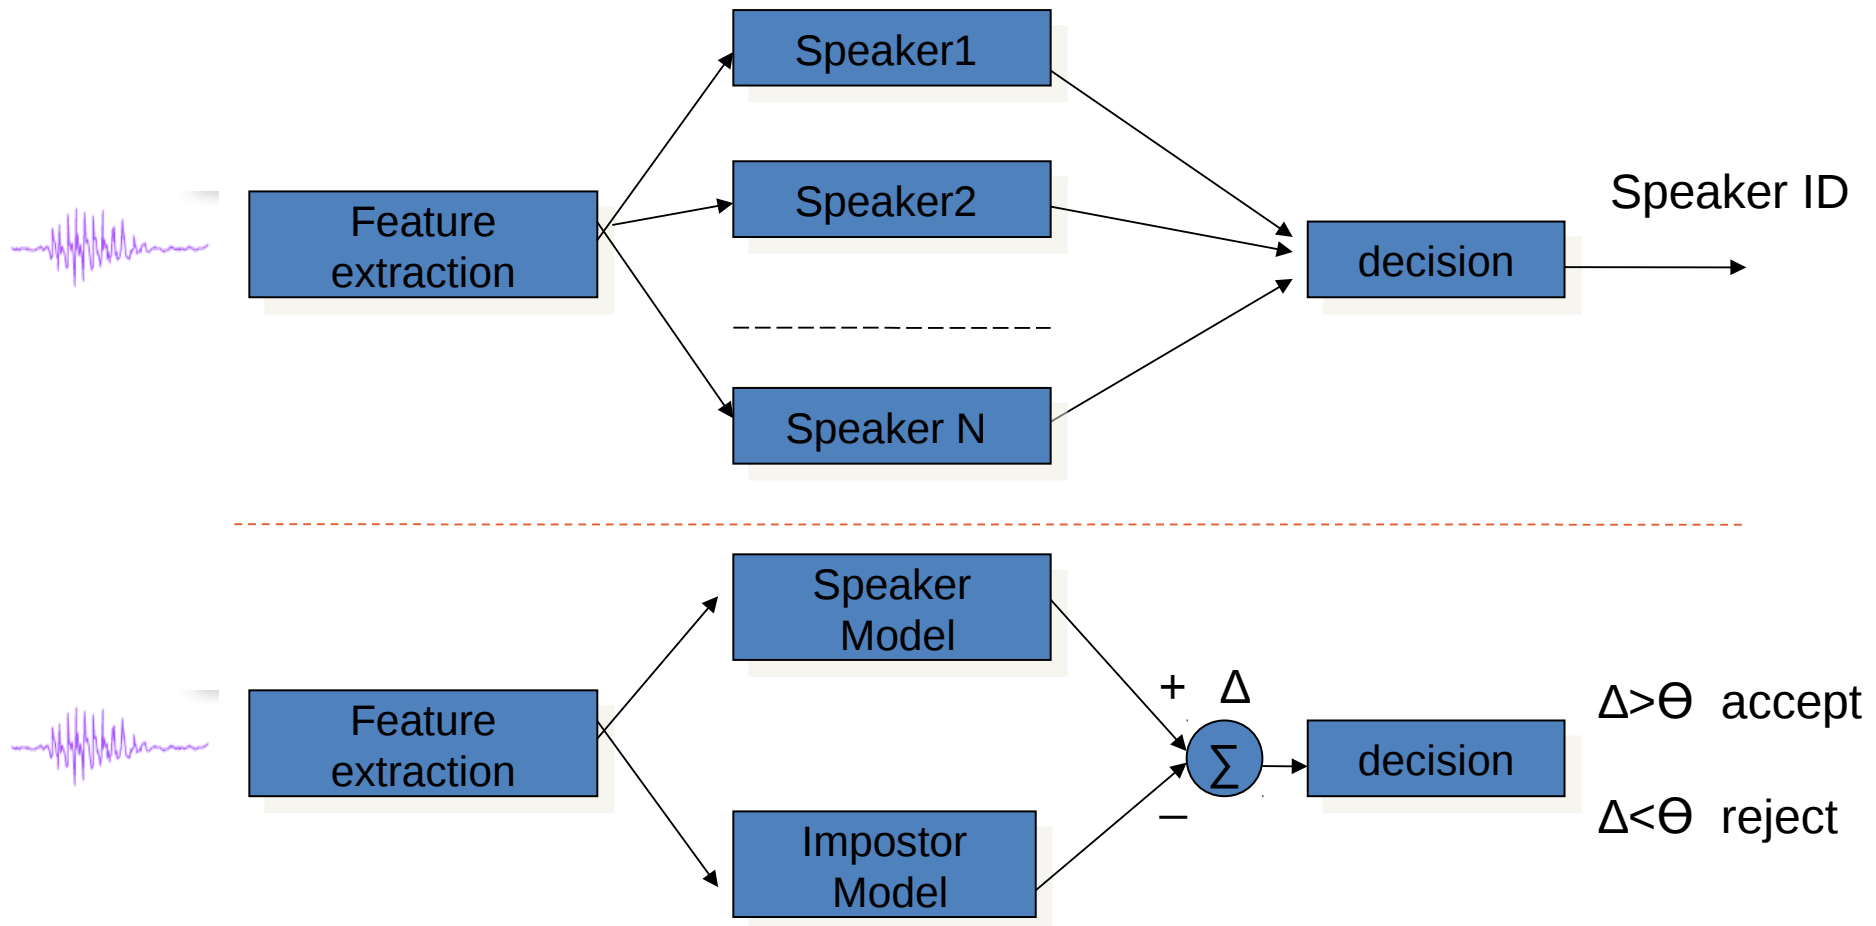 Speaker1
Speaker2
Feature
extraction
Speaker N
decision
Speaker ID
Speaker
Model
Feature
extraction
Impostor
Model
+ Δ
∑
–
decision
Δ>ϴ accept
Δ<ϴ reject